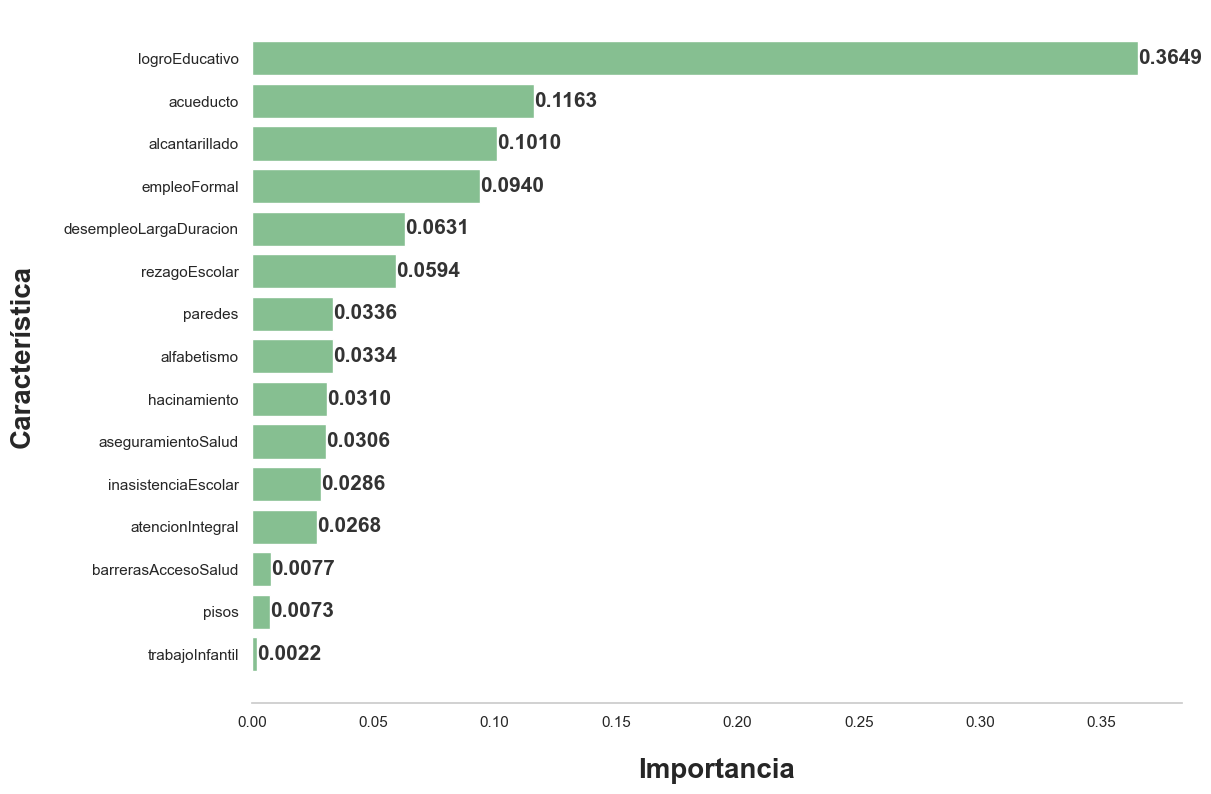 logroEducativo 0.3649
acueducto 0.1163
alcantarillado 0.1010
empleoFormal 0.0940
desempleoLargaDuracion 0.0631
rezagoEscolar 0.0594
paredes 0.0336
alfabetismo 0.0334
hacinamiento 0.0310
aseguramientoSalud 0.0306
inasistenciaEscolar 0.0286
atencionIntegral 0.0268
barrerasAccesoSalud 0.0077
pisos 0.0073
trabajoInfantil 0.0022
Característica
0.00 0.05 0.10 0.15 0.20 0.25 0.30 0.35
Importancia